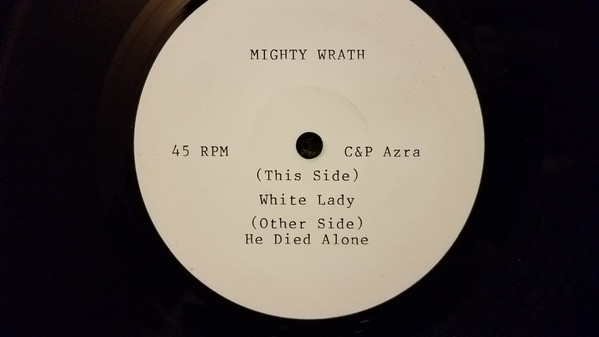 MIGHTY WRATH
45 RPM C&P Azra
(This Side)
White Lady
(Other Side)
He Died Alone